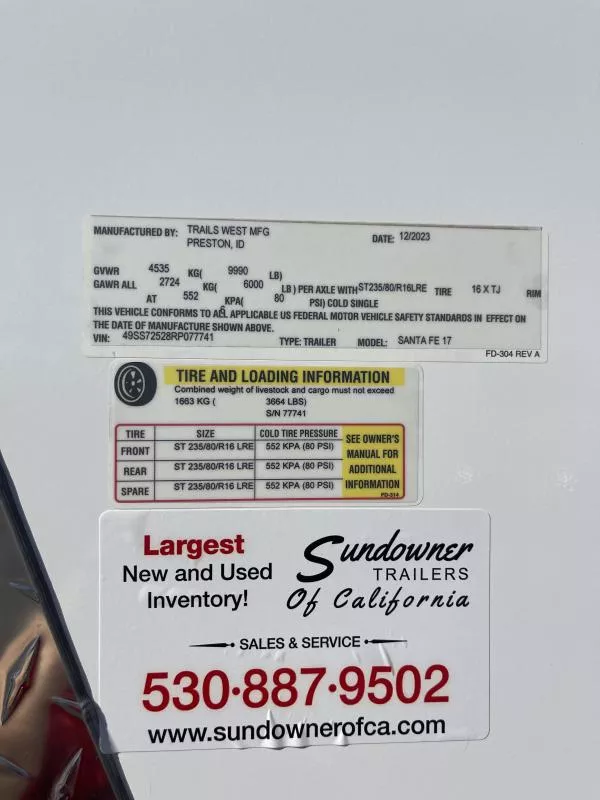 MANUFACTURED BY: TRAILS WEST MFG DATE: 12/2023
PRESTON, ID
GVWR 4535 KG( 9990 LB)
GAWR ALL 2724 KG( 6000 LB) PER AXLE WITH ST235/80/R16LRE TIRE 16 X TJ RIM
AT 552 KPA( 80 PSI) COLD SINGLE
THIS VEHICLE CONFORMS TO ALL APPLICABLE US FEDERAL MOTOR VEHICLE SAFETY STANDARDS IN EFFECT ON
THE DATE OF MANUFACTURE SHOWN ABOVE.
VIN: 49SS72528RP077741 TYPE: TRAILER MODEL: SANTA FE 17
FD-304 REV A
TIRE AND LOADING INFORMATION
Combined weight of livestock and cargo must not exceed
1663 KG ( 3664 LBS)
S/N 77741
TIRE SIZE COLD TIRE PRESSURE SEE OWNER'S
FRONT ST 235/80/R16 LRE 552 KPA (80 PSI) MANUAL FOR
REAR ST 235/80/R16 LRE 552 KPA (80 PSI) ADDITIONAL
SPARE ST 235/80/R16 LRE 552 KPA (80 PSI) INFORMATION
FD-314
Largest
New and Used
Inventory!
Sundowner
TRAILERS
Of California
SALES & SERVICE
530•887•9502
www.sundownerofca.com